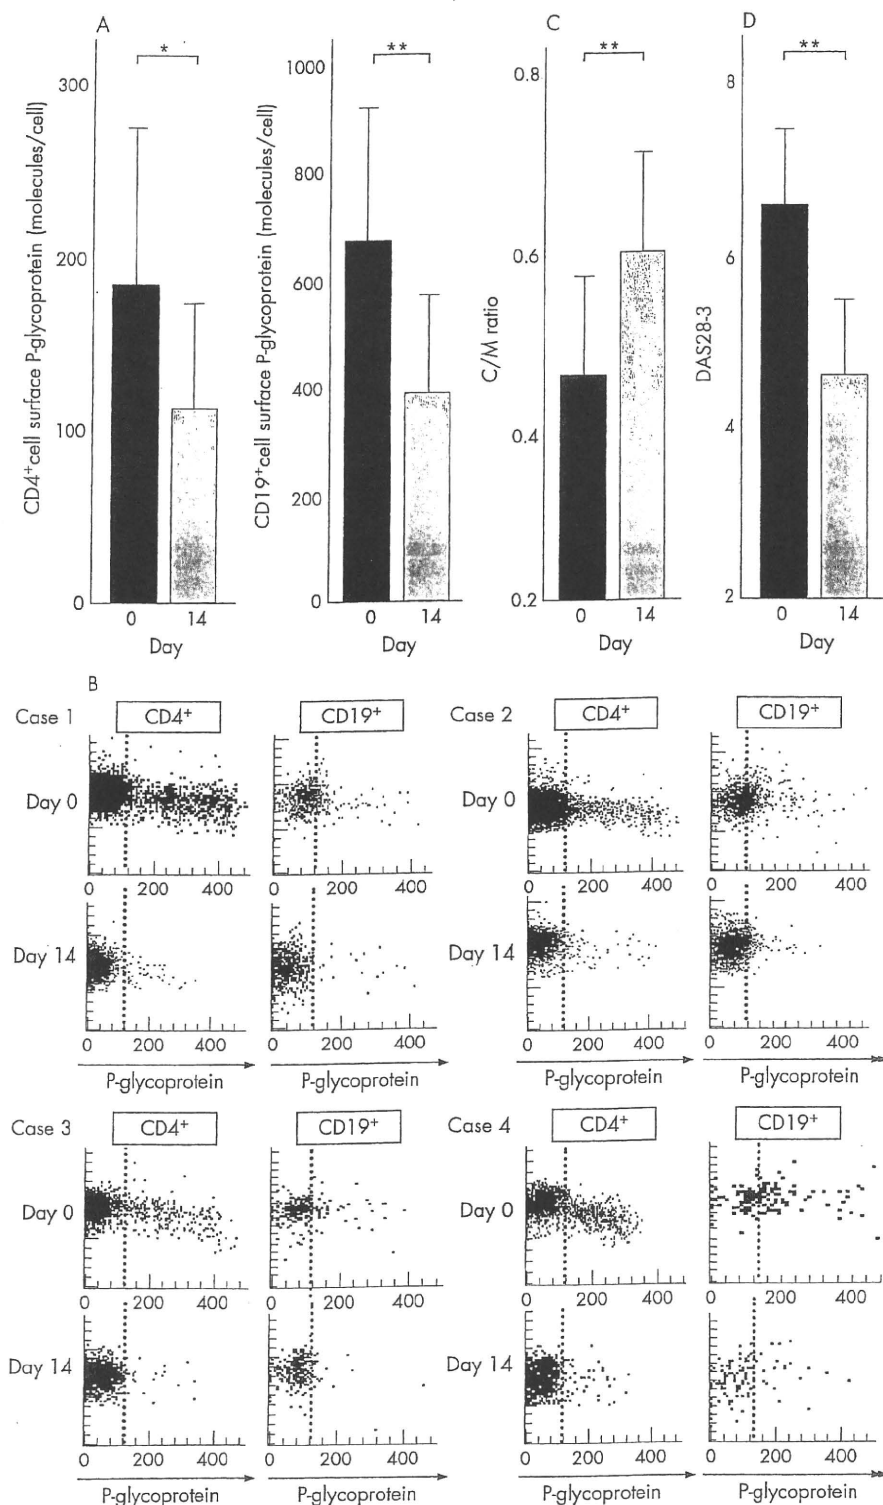 A
*
CD4+cell surface P-glycoprotein (molecules/cell)
300
200
100
0
0 14
Day
**
CD19+cell surface P-glycoprotein (molecules/cell)
1000
800
600
400
200
0
0 14
Day
C
**
C/M ratio
0.8
0.6
0.4
0.2
0 14
Day
D
**
DAS28-3
8
6
4
2
0 14
Day
B
Case 1
CD4+
CD19+
Day 0
0 200 400
0 200 400
Day 14
0 200 400
0 200 400
P-glycoprotein
P-glycoprotein
Case 2
CD4+
CD19+
Day 0
0 200 400
0 200 400
Day 14
0 200 400
0 200 400
P-glycoprotein
P-glycoprotein
Case 3
CD4+
CD19+
Day 0
0 200 400
0 200 400
Day 14
0 200 400
0 200 400
P-glycoprotein
P-glycoprotein
Case 4
CD4+
CD19+
Day 0
0 200 400
0 200 400
Day 14
0 200 400
0 200 400
P-glycoprotein
P-glycoprotein